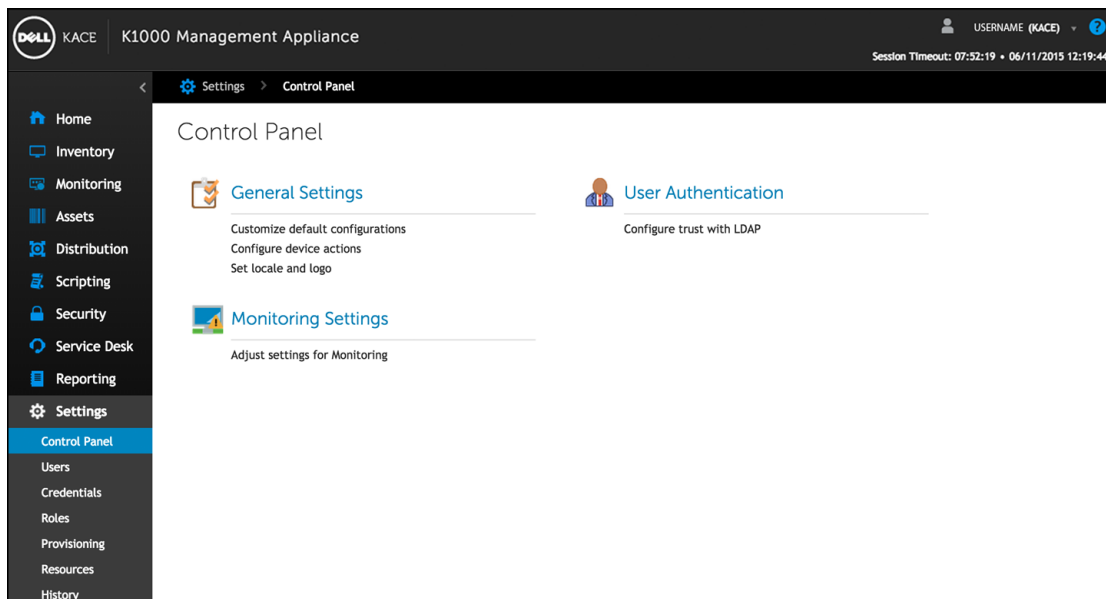 DELL KACE K1000 Management Appliance
USERNAME (KACE) ?
Session Timeout: 07:52:19 • 06/11/2015 12:19:44
Settings > Control Panel
Home
Inventory
Monitoring
Assets
Distribution
Scripting
Security
Service Desk
Reporting
Settings
Control Panel
Users
Credentials
Roles
Provisioning
Resources
History
Control Panel
General Settings
Customize default configurations
Configure device actions
Set locale and logo
User Authentication
Configure trust with LDAP
Monitoring Settings
Adjust settings for Monitoring